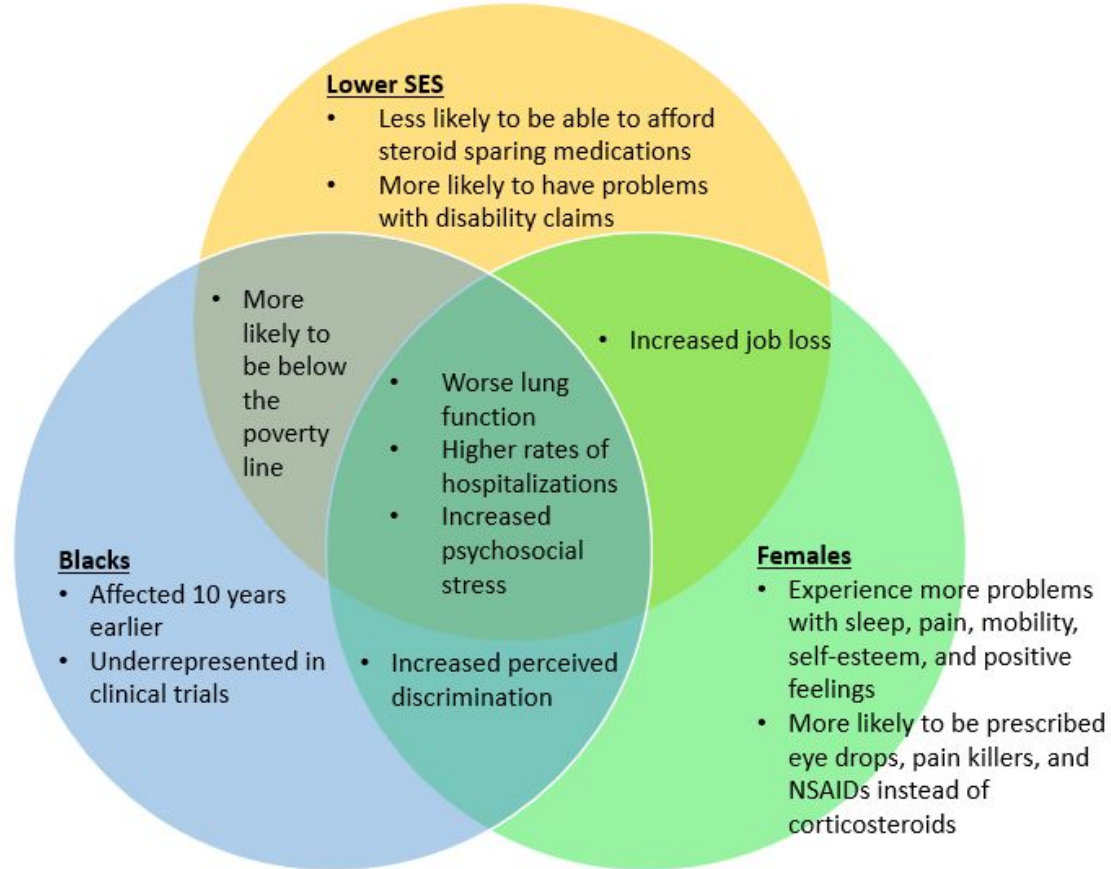 Lower SES
• Less likely to be able to afford
steroid sparing medications
• More likely to have problems
with disability claims
• More
likely to
be below
the
poverty
line
• Increased job loss
• Worse lung
function
• Higher rates of
hospitalizations
• Increased
psychosocial
stress
Blacks
• Affected 10 years
earlier
• Underrepresented in
clinical trials
• Increased perceived
discrimination
Females
• Experience more problems
with sleep, pain, mobility,
self-esteem, and positive
feelings
• More likely to be prescribed
eye drops, pain killers, and
NSAIDs instead of
corticosteroids